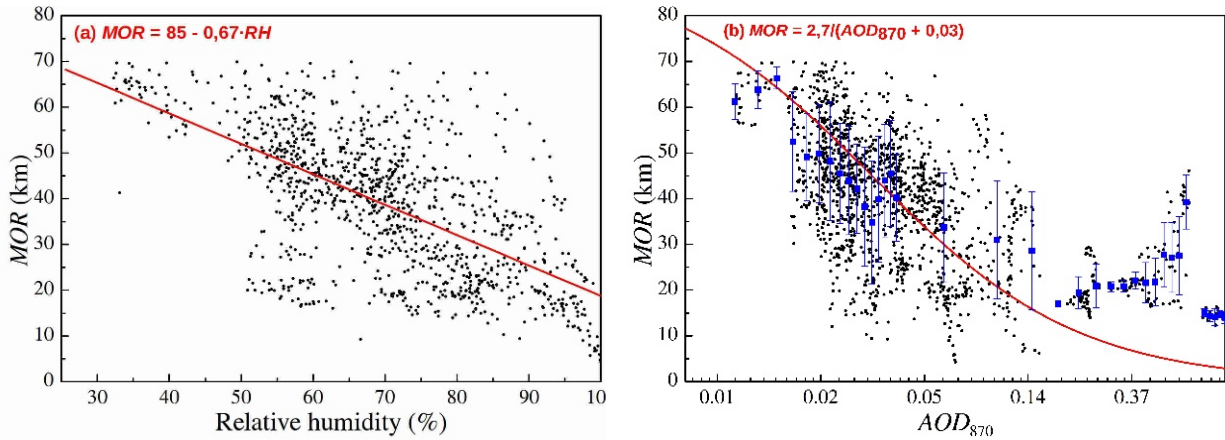 80
(a) MOR = 85 - 0,67·RH
70
60
50
40
30
20
10
0
MOR (km)
30 40 50 60 70 80 90 10
Relative humidity (%)
80
(b) MOR = 2,7/(AOD870 + 0,03)
70
60
50
40
30
20
10
0
MOR (km)
0.01 0.02 0.05 0.14 0.37
AOD870